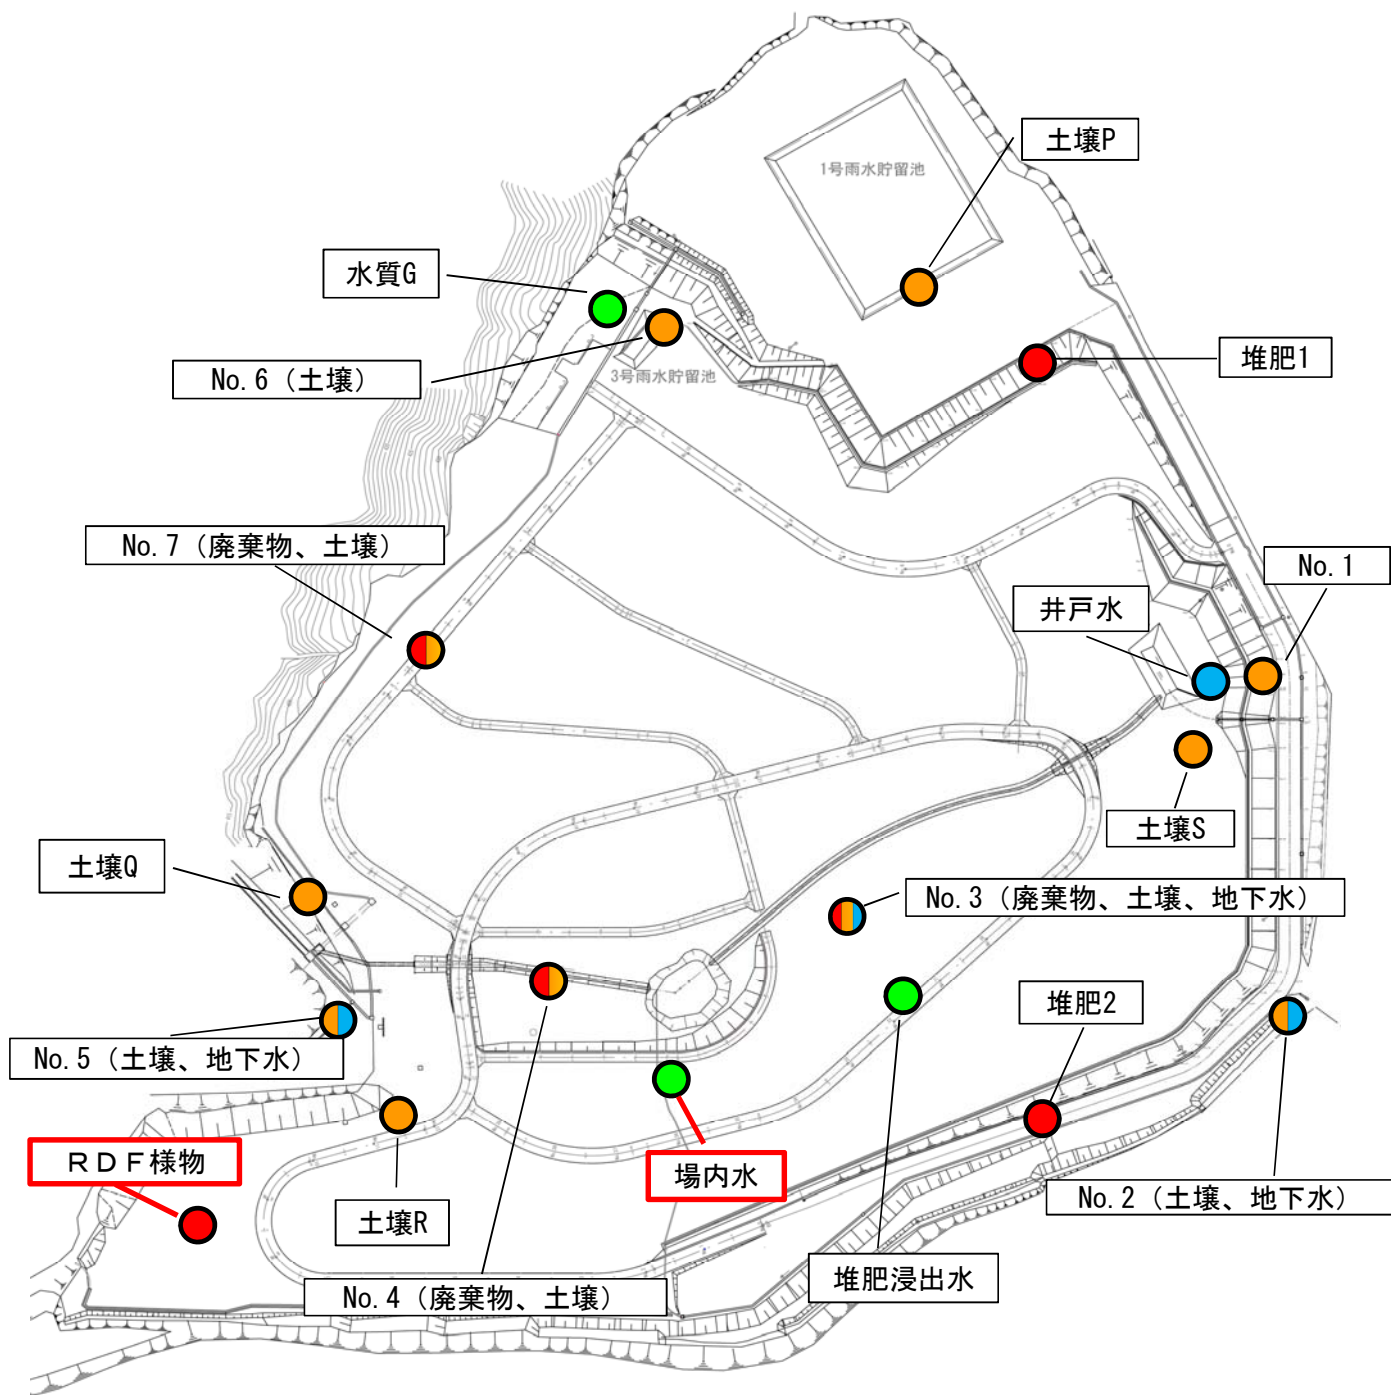 土壌P
1号雨水貯留池
水質G
堆肥1
No.6（土壌）
3号雨水貯留池
No.7（廃棄物、土壌）
No.1
井戸水
土壌S
土壌Q
No.3（廃棄物、土壌、地下水）
堆肥2
No.5（土壌、地下水）
ＲＤＦ様物
場内水
No.2（土壌、地下水）
土壌R
堆肥浸出水
No.4（廃棄物、土壌）